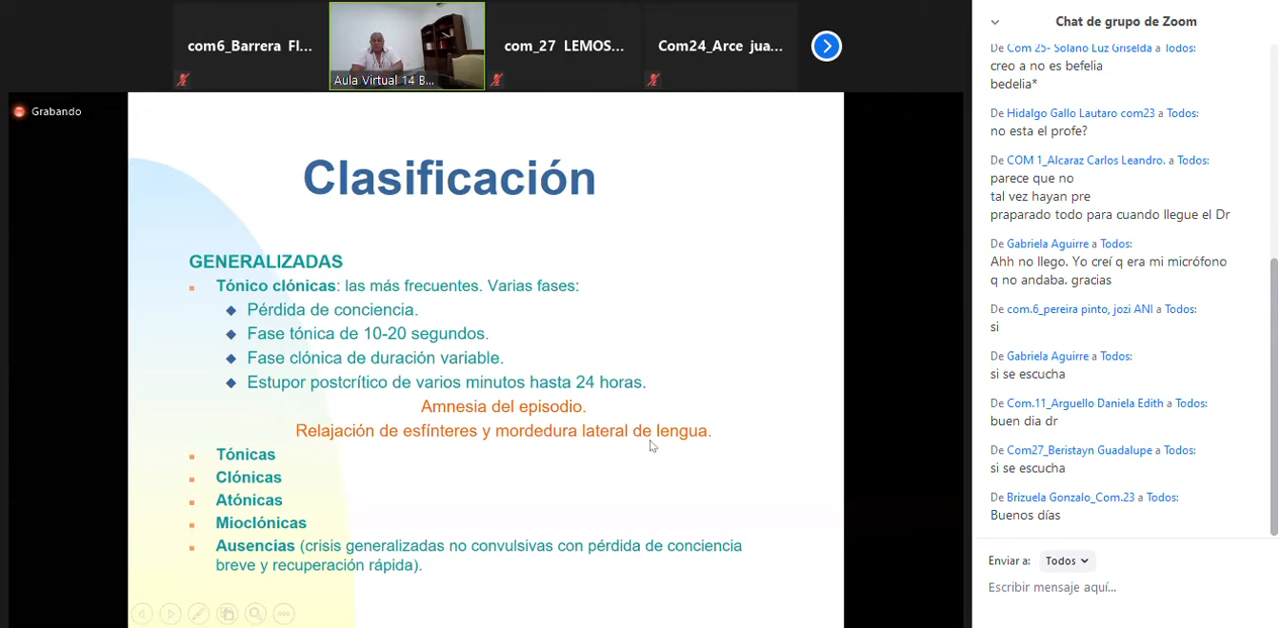 com6_Barrera Fl...
Aula Virtual 14 B...
com_27 LEMOS...
Com24_Arce jua...
Grabando
Clasificación
GENERALIZADAS
Tónico clónicas: las más frecuentes. Varias fases:
Pérdida de conciencia.
Fase tónica de 10-20 segundos.
Fase clónica de duración variable.
Estupor postcrítico de varios minutos hasta 24 horas.
Amnesia del episodio.
Relajación de esfínteres y mordedura lateral de lengua.
Tónicas
Clónicas
Atónicas
Mioclónicas
Ausencias (crisis generalizadas no convulsivas con pérdida de conciencia
breve y recuperación rápida).
Chat de grupo de Zoom
De Com 25- Solano Luz Griselda a Todos:
creo a no es befelia
bedelia*
De Hidalgo Gallo Lautaro com23 a Todos:
no esta el profe?
De COM 1_Alcaraz Carlos Leandro. a Todos:
parece que no
tal vez hayan pre
praparado todo para cuando llegue el Dr
De Gabriela Aguirre a Todos:
Ahh no llego. Yo creí q era mi micrófono
q no andaba. gracias
De com.6_pereira pinto, jozi ANI a Todos:
si
De Gabriela Aguirre a Todos:
si se escucha
De Com.11_Arguello Daniela Edith a Todos:
buen dia dr
De Com27_Beristayn Guadalupe a Todos:
si se escucha
De Brizuela Gonzalo_Com.23 a Todos:
Buenos días
Enviar a: Todos
Escribir mensaje aquí...